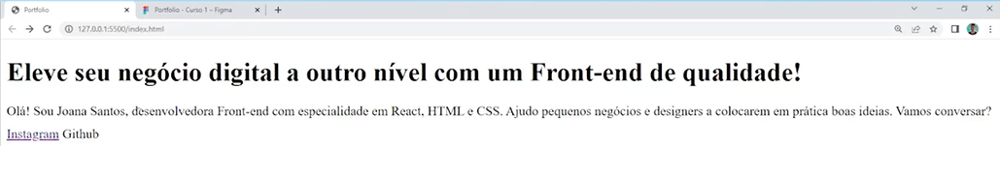 Portfolio
Portfolio - Curso 1 – Figma
127.0.0.1:5500/index.html
Eleve seu negócio digital a outro nível com um Front-end de qualidade!
Olá! Sou Joana Santos, desenvolvedora Front-end com especialidade em React, HTML e CSS. Ajudo pequenos negócios e designers a colocarem em prática boas ideias. Vamos conversar?
Instagram Github